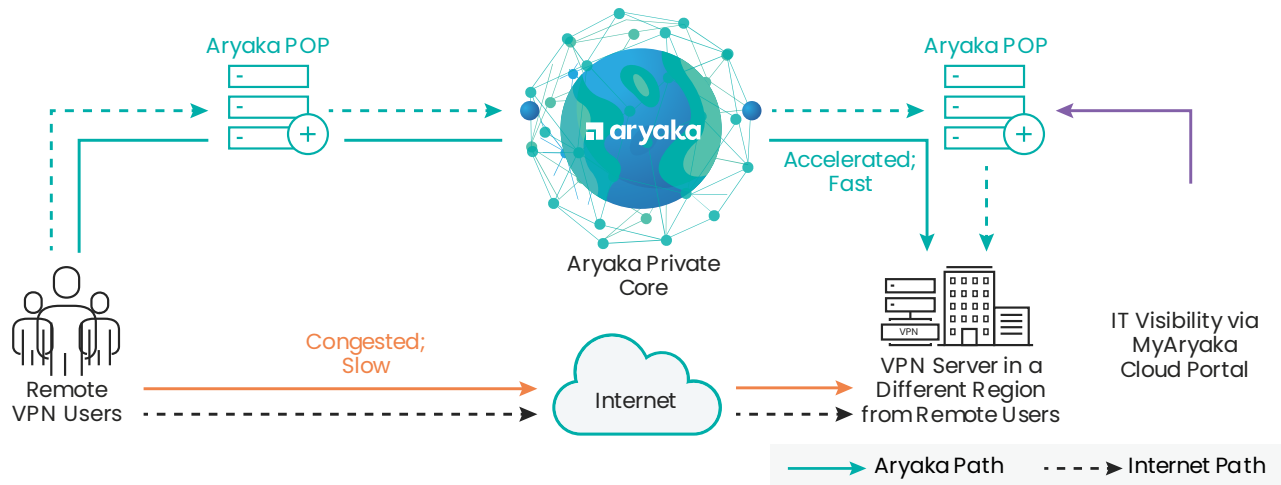 Aryaka POP
Aryaka POP
aryaka
Accelerated;
Fast
Aryaka Private
Core
Congested;
Slow
Internet
VPN
Remote
VPN Users
VPN Server in a
Different Region
from Remote Users
IT Visibility via
MyAryaka
Cloud Portal
Aryaka Path
Internet Path